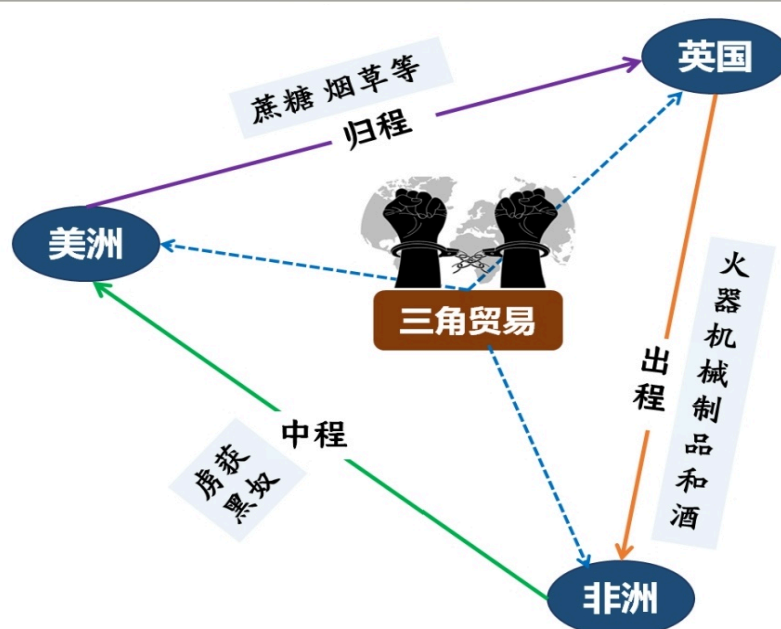 英国
蔗糖 烟草等
归程
美洲
三角贸易
火器机械制品和酒
出程
中程
虏获
黑奴
非洲